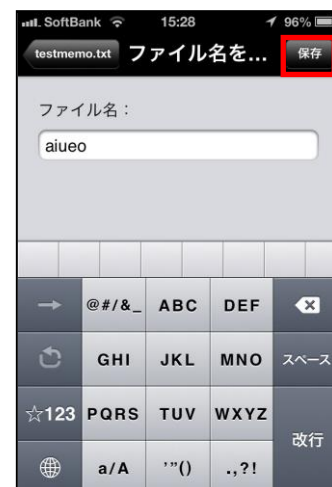 SoftBank 15:28 96%
testmemo.txt ファイル名を... 保存
ファイル名：
aiueo
→ @#/&_ ABC DEF
GHI JKL MNO スペース
☆123 PQRS TUV WXYZ
改行
a/A '"() .,?!